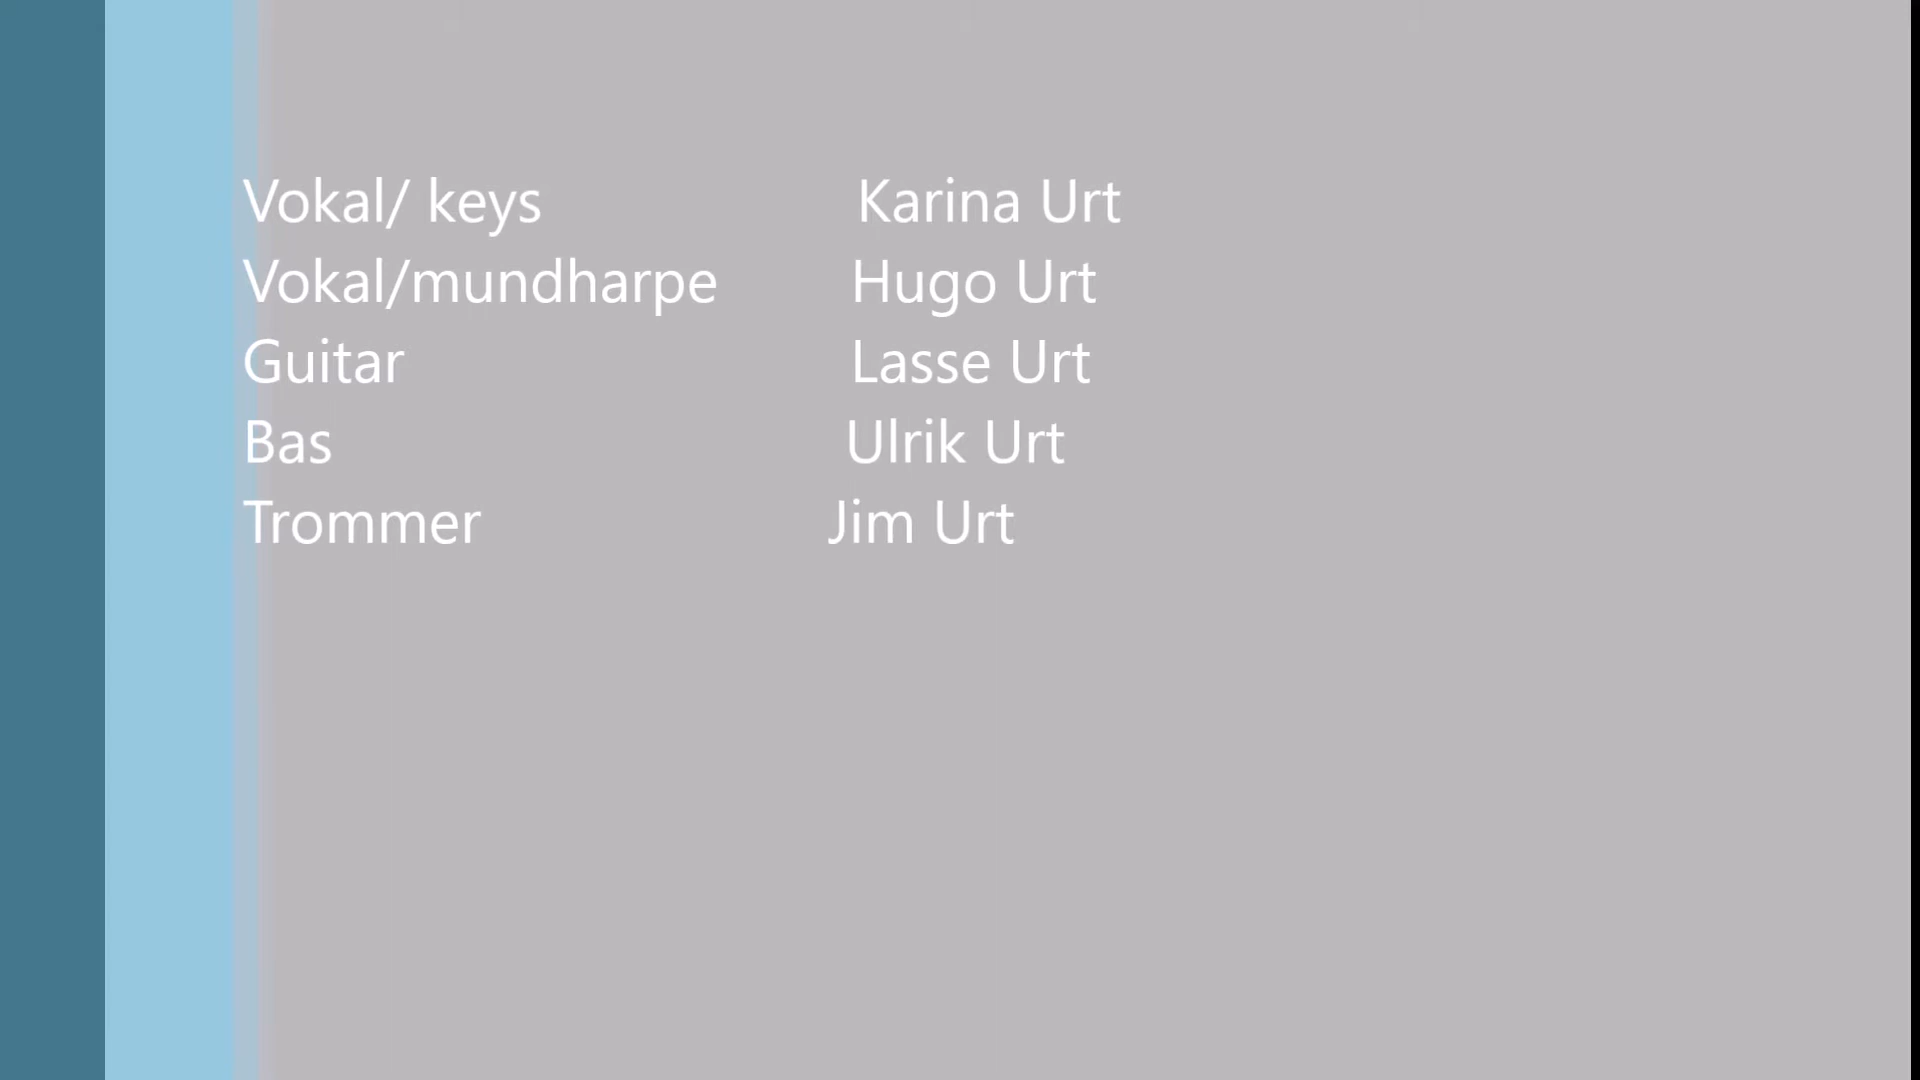 Vokal/ keys Karina Urt
Vokal/mundharpe Hugo Urt
Guitar Lasse Urt
Bas Ulrik Urt
Trommer Jim Urt